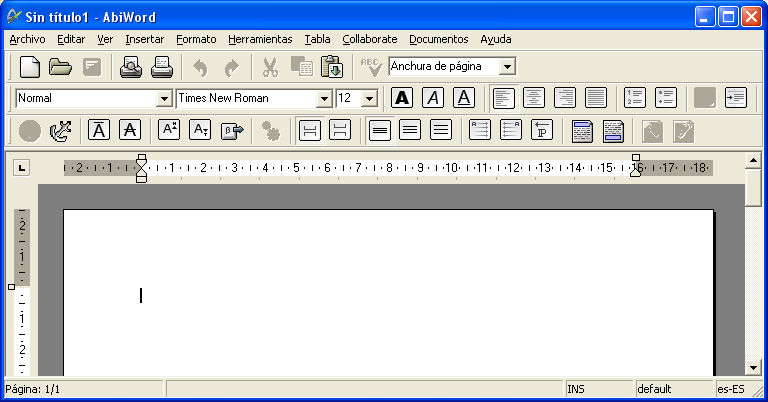 Sin título1 - AbiWord
Archivo Editar Ver Insertar Formato Herramientas Tabla Collaborate Documentos Ayuda
ABC Anchura de página
Normal Times New Roman 12 A A A
A A A A β
2 1 1 2 3 4 5 6 7 8 9 10 11 12 13 14 15 16 17 18
2
1
1
2
Página: 1/1 INS default es-ES